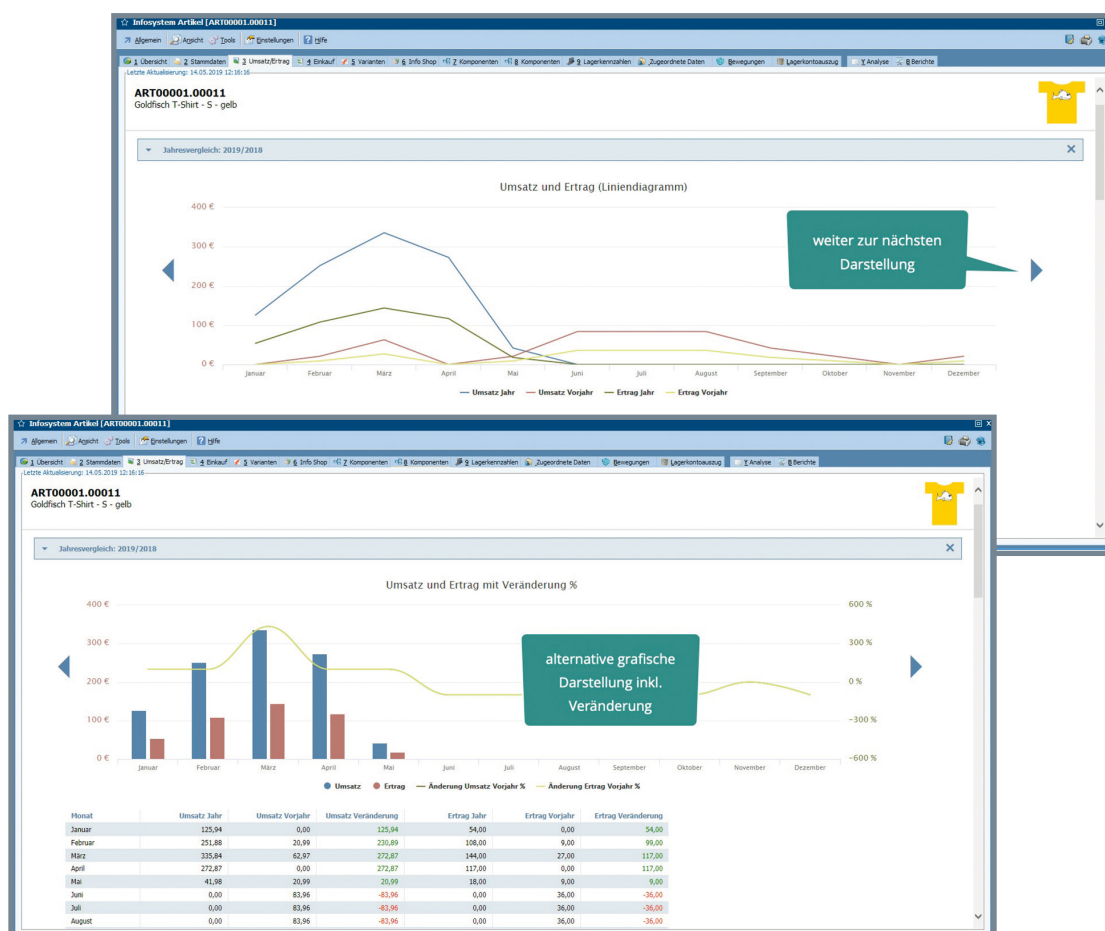 Infosystem Artikel [ART00001.00011]
Allgemein Ansicht Tools Einstellungen Hilfe
1 Übersicht 2 Stammdaten 3 Umsatz/Ertrag 4 Einkauf 5 Varianten 6 Info Shop 7 Komponenten 8 Komponenten 9 Lagerkennzahlen Zugeordnete Daten Bewegungen Lagerkontoauszug Y Analyse 8 Berichte
Letzte Aktualisierung: 14.05.2019 12:16:16
ART00001.00011
Goldfisch T-Shirt - S - gelb
Jahresvergleich: 2019/2018
Umsatz und Ertrag (Liniendiagramm)
400 €
300 €
200 €
100 €
0 €
weiter zur nächsten
Darstellung
Januar Februar März April Mai Juni Juli August September Oktober November Dezember
Umsatz Jahr Umsatz Vorjahr Ertrag Jahr Ertrag Vorjahr
Infosystem Artikel [ART00001.00011]
Allgemein Ansicht Tools Einstellungen Hilfe
1 Übersicht 2 Stammdaten 3 Umsatz/Ertrag 4 Einkauf 5 Varianten 6 Info Shop 7 Komponenten 8 Komponenten 9 Lagerkennzahlen Zugeordnete Daten Bewegungen Lagerkontoauszug Y Analyse 8 Berichte
Letzte Aktualisierung: 14.05.2019 12:16:16
ART00001.00011
Goldfisch T-Shirt - S - gelb
Jahresvergleich: 2019/2018
Umsatz und Ertrag mit Veränderung %
400 € 600 %
300 € 300 %
200 € 0 %
100 € -300 %
0 € -600 %
alternative grafische
Darstellung inkl.
Veränderung
Januar Februar März April Mai Juni Juli August September Oktober November Dezember
Umsatz Ertrag Änderung Umsatz Vorjahr % Änderung Ertrag Vorjahr %
Monat Umsatz Jahr Umsatz Vorjahr Umsatz Veränderung Ertrag Jahr Ertrag Vorjahr Ertrag Veränderung
Januar 125,94 0,00 125,94 54,00 0,00 54,00
Februar 251,88 20,99 230,89 108,00 9,00 99,00
März 335,84 62,97 272,87 144,00 27,00 117,00
April 272,87 0,00 272,87 117,00 0,00 117,00
Mai 41,98 20,99 20,99 18,00 9,00 9,00
Juni 0,00 83,96 -83,96 0,00 36,00 -36,00
Juli 0,00 83,96 -83,96 0,00 36,00 -36,00
August 0,00 83,96 -83,96 0,00 36,00 -36,00